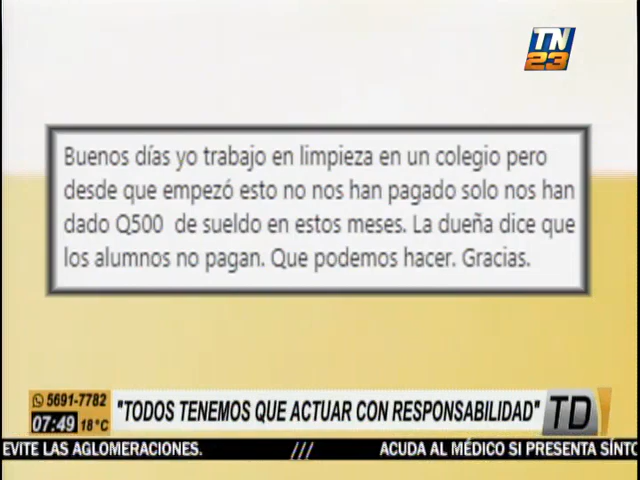 TN
23
Buenos días yo trabajo en limpieza en un colegio pero
desde que empezó esto no nos han pagado solo nos han
dado Q500 de sueldo en estos meses. La dueña dice que
los alumnos no pagan. Que podemos hacer. Gracias.
5691-7782
07:49 18°C
"TODOS TENEMOS QUE ACTUAR CON RESPONSABILIDAD"
TD
EVITE LAS AGLOMERACIONES. /// ACUDA AL MÉDICO SI PRESENTA SÍNTO